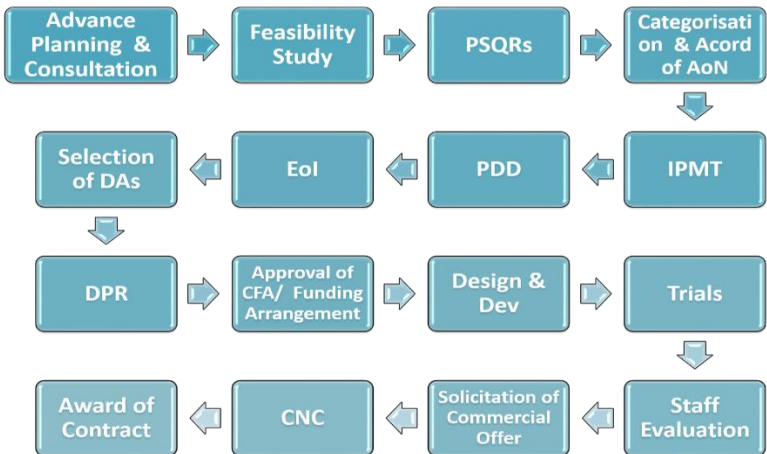 Advance
Planning &
Consultation
Feasibility
Study
PSQRs
Categorisati
on & Acord
of AoN
IPMT
PDD
EoI
Selection
of DAs
DPR
Approval of
CFA/ Funding
Arrangement
Design &
Dev
Trials
Staff
Evaluation
Solicitation of
Commercial
Offer
CNC
Award of
Contract